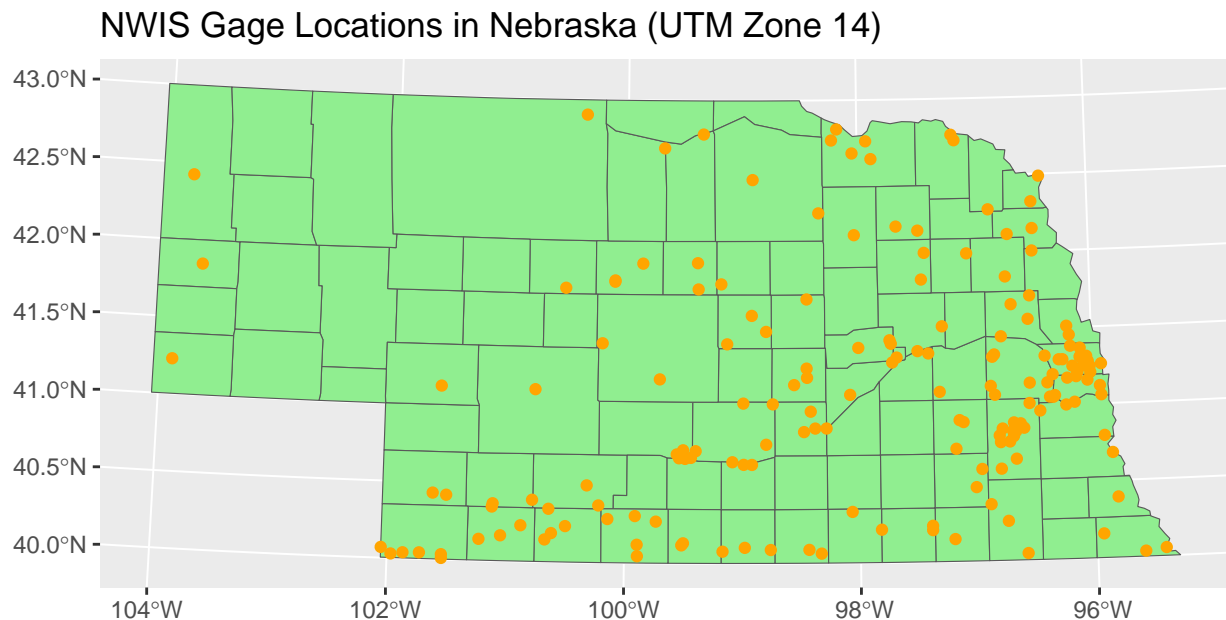 NWIS Gage Locations in Nebraska (UTM Zone 14)
43.0°N
42.5°N
42.0°N
41.5°N
41.0°N
40.5°N
40.0°N
104°W 102°W 100°W 98°W 96°W